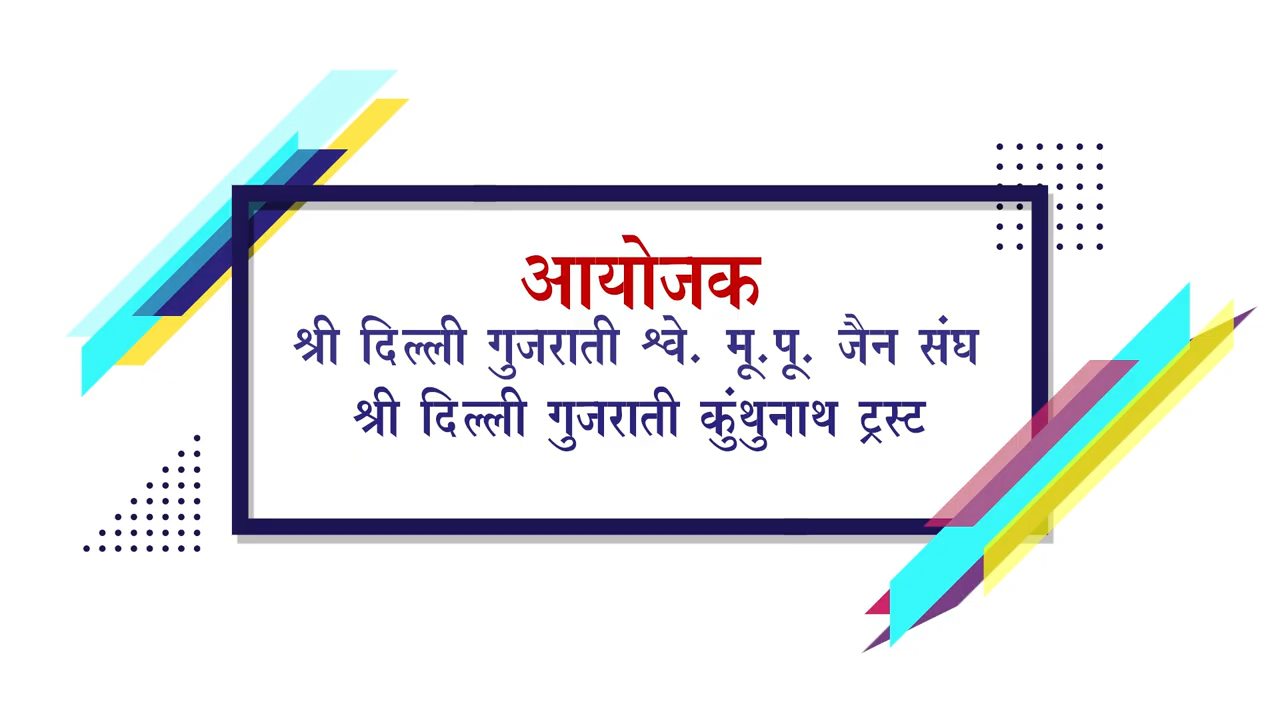 आयोजक
श्री दिल्ली गुजराती श्वे. मू.पू. जैन संघ
श्री दिल्ली गुजराती कुंथुनाथ ट्रस्ट